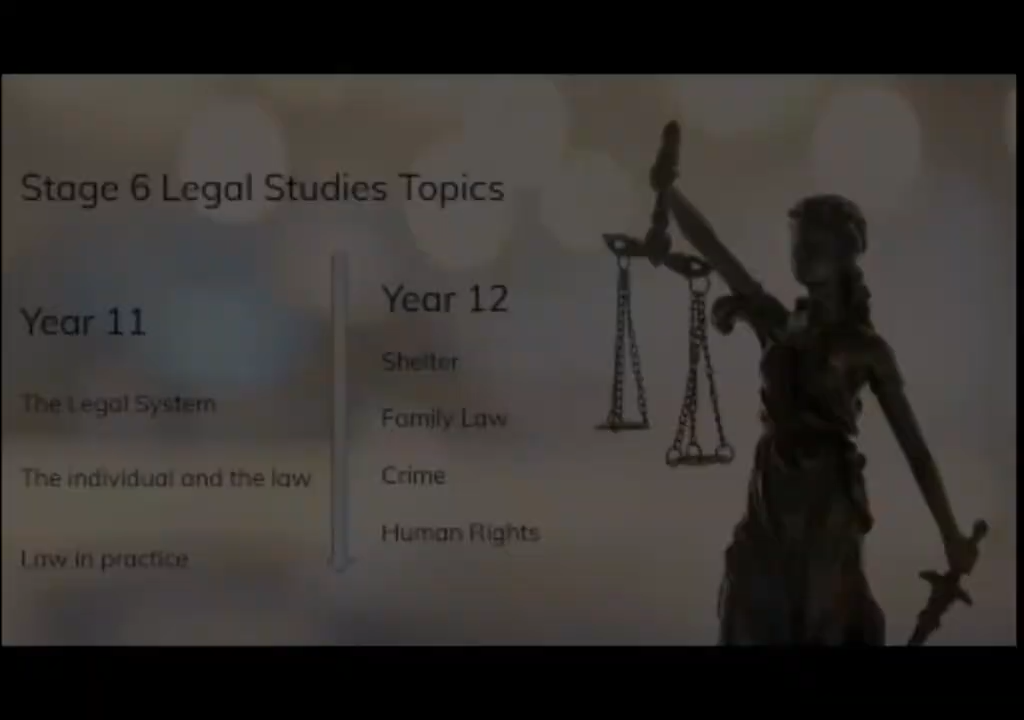 Stage 6 Legal Studies Topics
Year 11
The Legal System
The individual and the law
Law in practice
Year 12
Shelter
Family Law
Crime
Human Rights